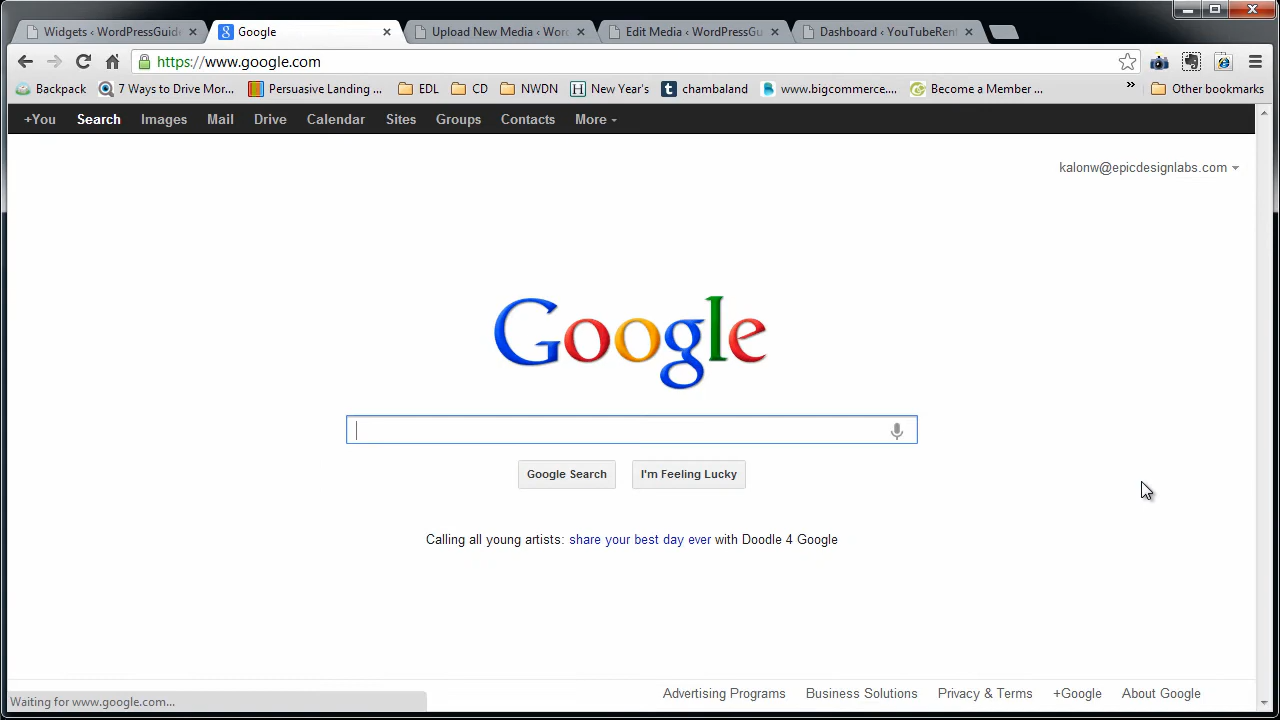 Widgets ‹ WordPressGuide
Google
Upload New Media ‹ Wor
Edit Media ‹ WordPressGu
Dashboard ‹ YouTubeRen
https://www.google.com
Backpack
7 Ways to Drive Mor...
Persuasive Landing ...
EDL
CD
NWDN
New Year's
chambaland
www.bigcommerce....
Become a Member ...
»
Other bookmarks
+You
Search
Images
Mail
Drive
Calendar
Sites
Groups
Contacts
More
kalonw@epicdesignlabs.com
Google
Google Search
I'm Feeling Lucky
Calling all young artists: share your best day ever with Doodle 4 Google
Waiting for www.google.com...
Advertising Programs
Business Solutions
Privacy & Terms
+Google
About Google